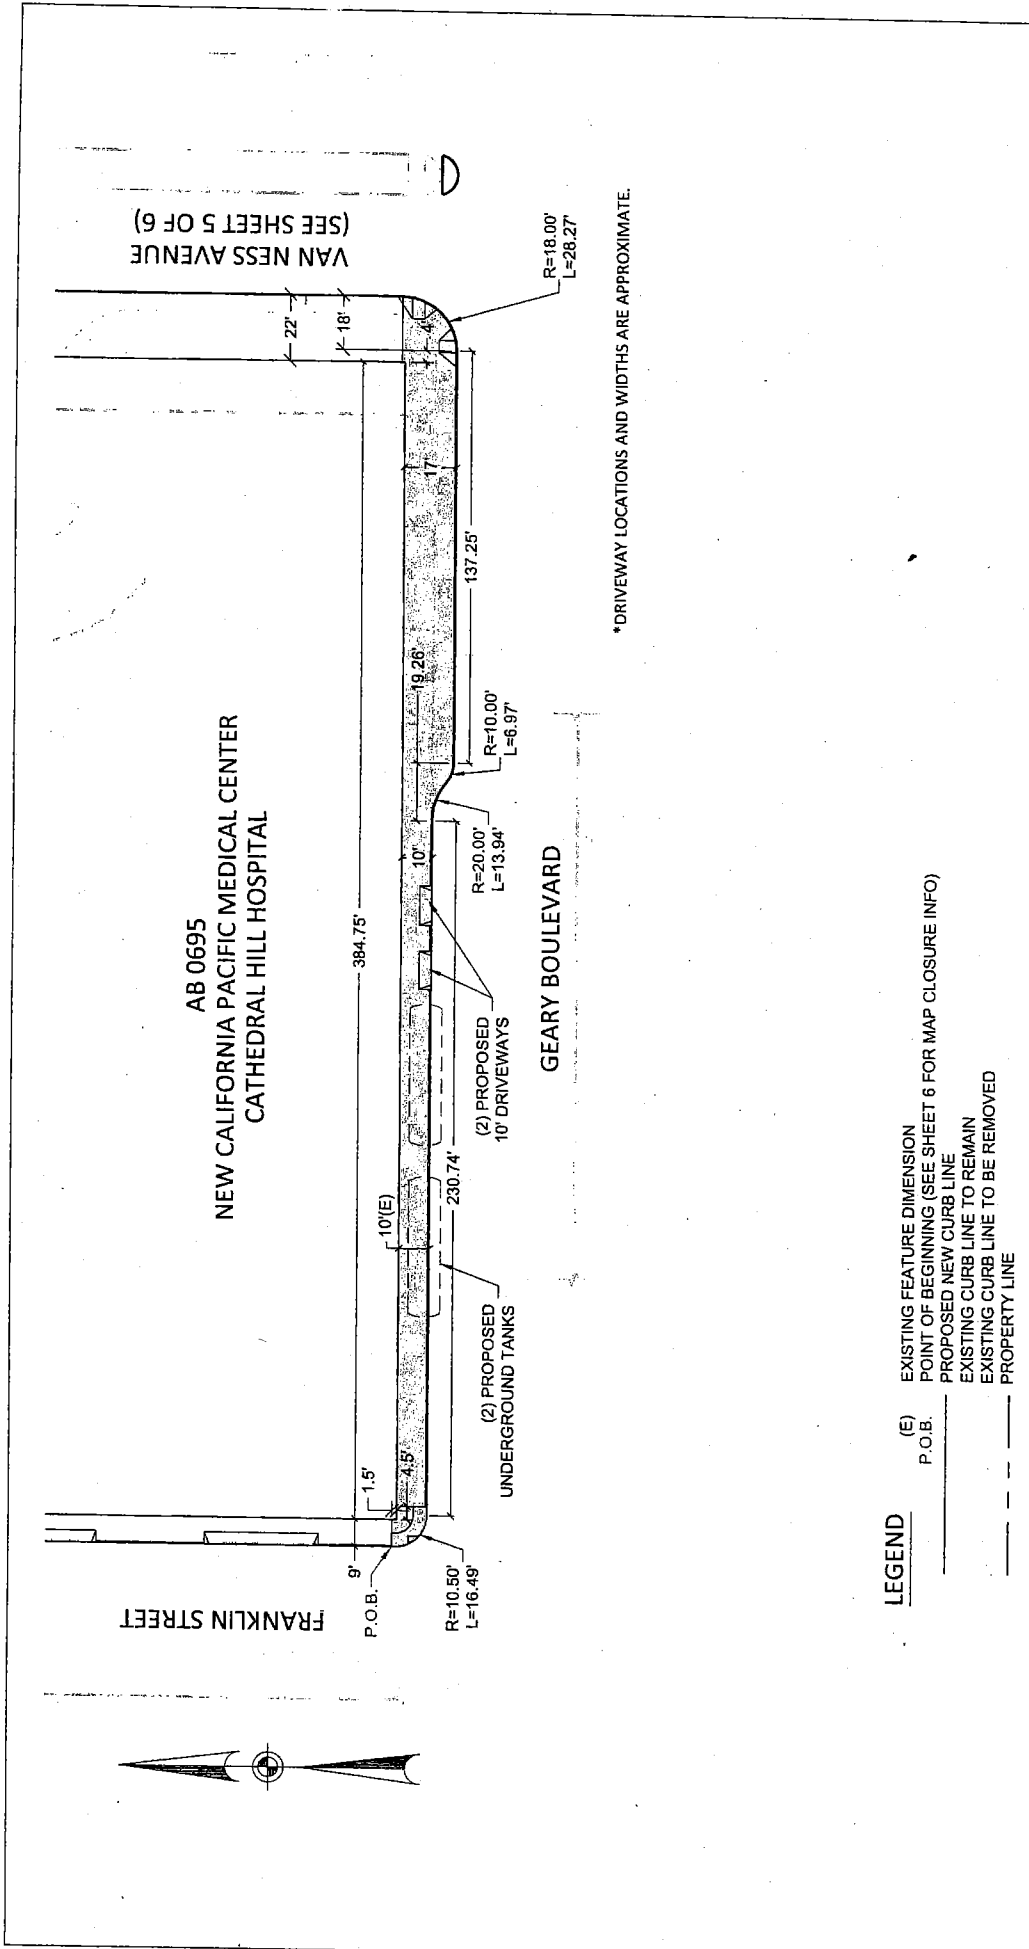 VAN NESS AVENUE
(SEE SHEET 5 OF 6)
22'
18'
4'
R=18.00'
L=28.27'
AB 0695
NEW CALIFORNIA PACIFIC MEDICAL CENTER
CATHEDRAL HILL HOSPITAL
384.75'
17'
137.25'
19.26'
R=10.00'
L=6.97'
10'
R=20.00'
L=13.94'
(2) PROPOSED
10' DRIVEWAYS
10'(E)
230.74'
(2) PROPOSED
UNDERGROUND TANKS
1.5'
4.5'
9'
P.O.B.
R=10.50'
L=16.49'
FRANKLIN STREET
GEARY BOULEVARD
*DRIVEWAY LOCATIONS AND WIDTHS ARE APPROXIMATE.
LEGEND
(E) EXISTING FEATURE DIMENSION
P.O.B. POINT OF BEGINNING (SEE SHEET 6 FOR MAP CLOSURE INFO)
PROPOSED NEW CURB LINE
EXISTING CURB LINE TO REMAIN
EXISTING CURB LINE TO BE REMOVED
PROPERTY LINE